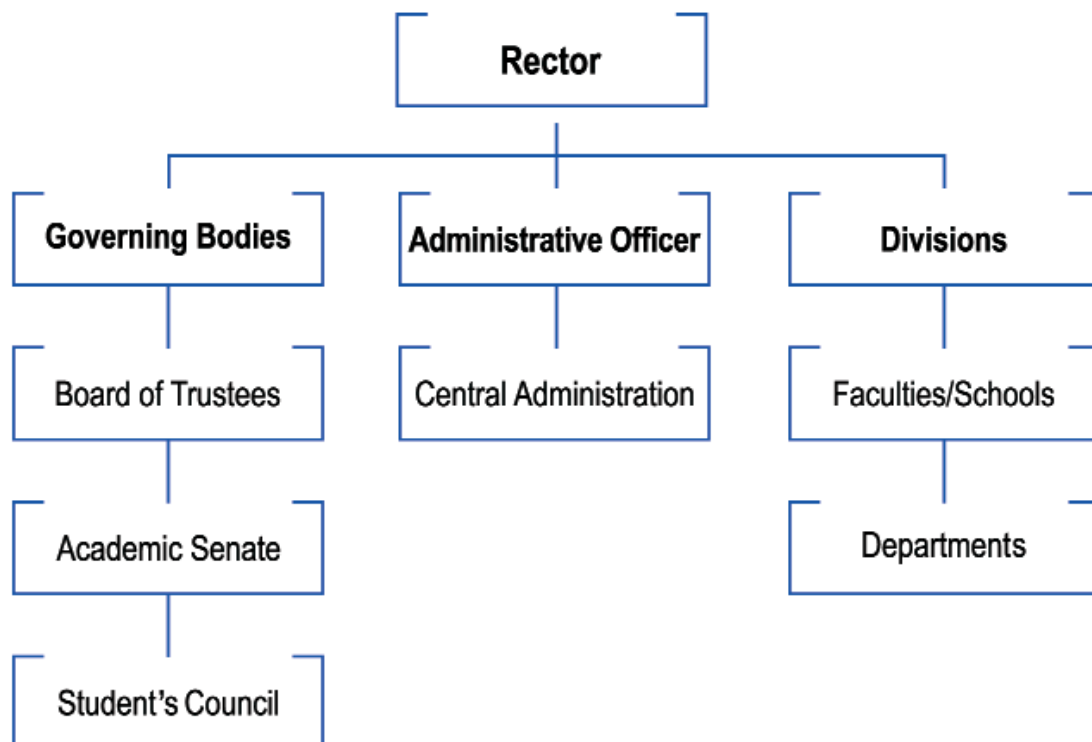 Rector
Governing Bodies
Administrative Officer
Divisions
Board of Trustees
Central Administration
Faculties/Schools
Academic Senate
Departments
Student's Council